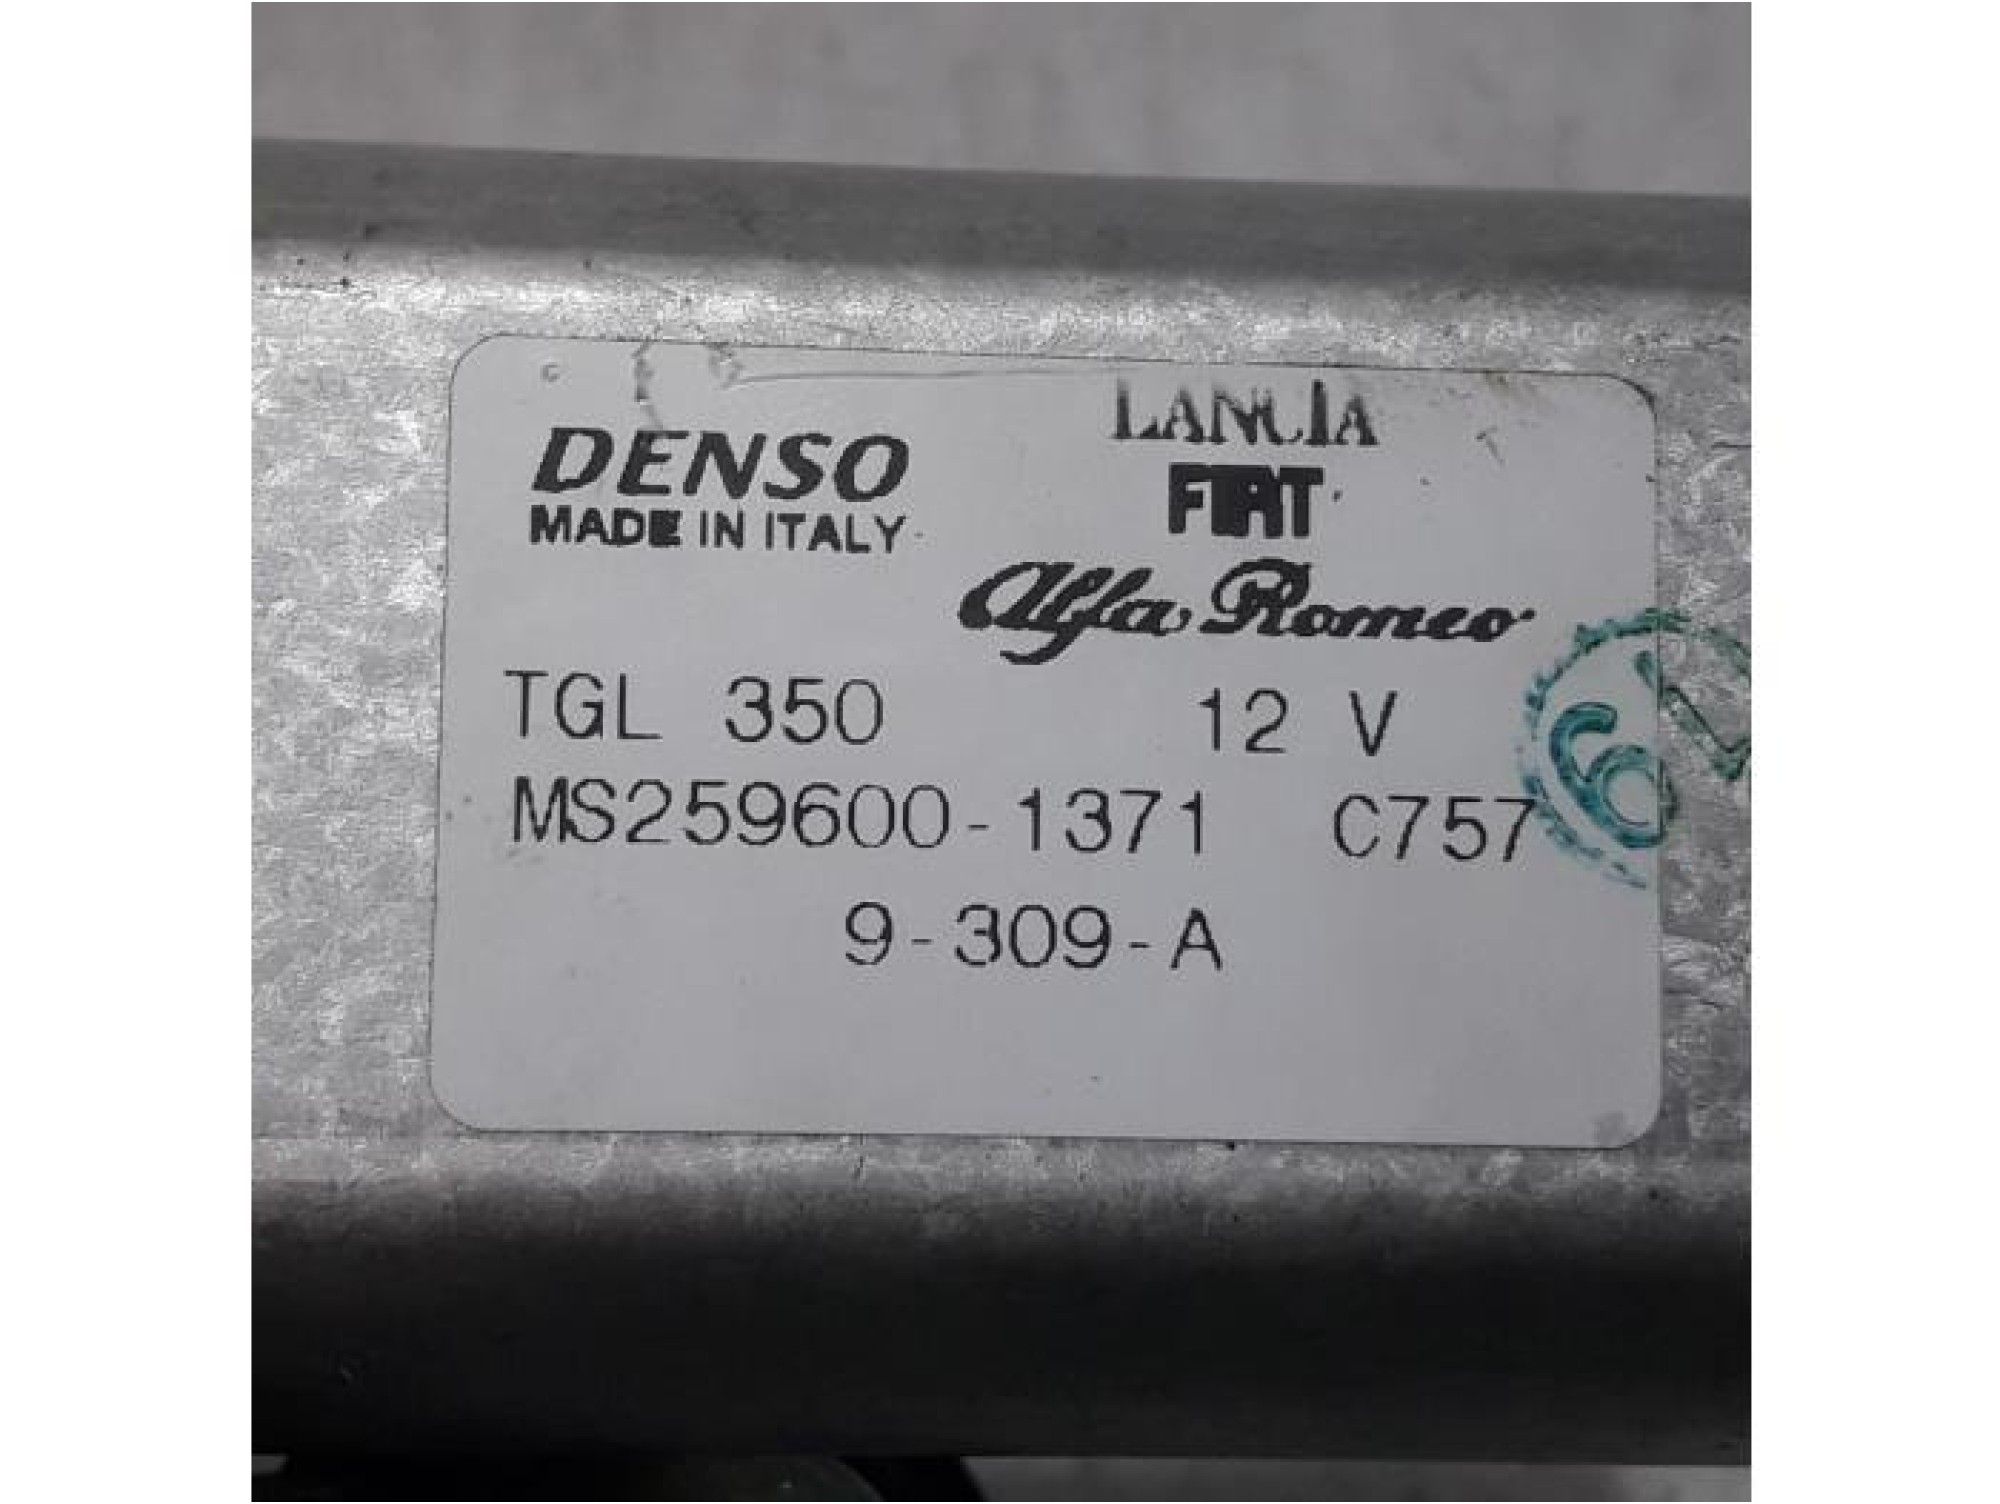 DENSO
MADE IN ITALY
LANCIA
FIAT
Alfa Romeo
TGL 350 12 V
MS259600-1371 C757
9-309-A